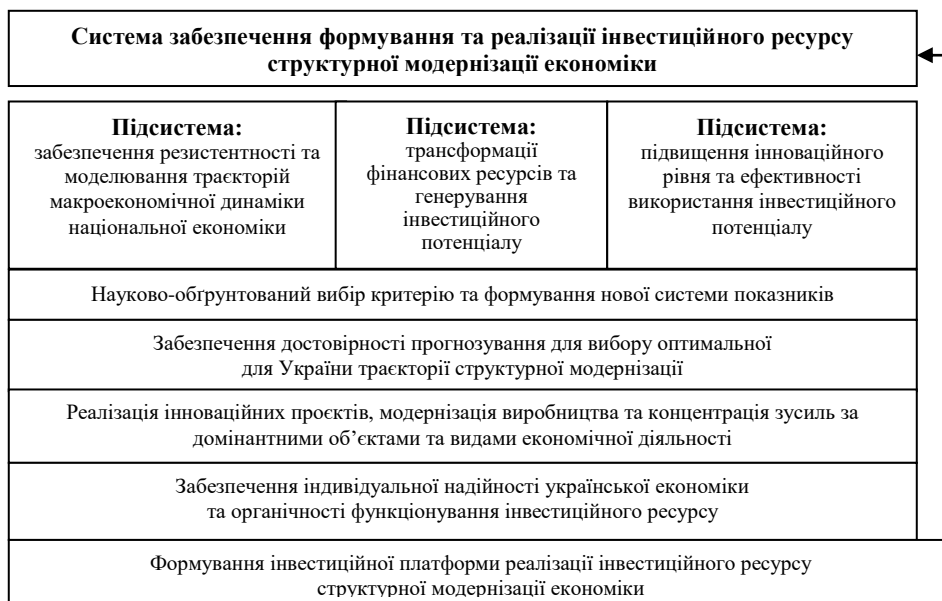 Система забезпечення формування та реалізації інвестиційного ресурсу
структурної модернізації економіки
Підсистема:
забезпечення резистентності та
моделювання траєкторій
макроекономічної динаміки
національної економіки
Підсистема:
трансформації
фінансових ресурсів та
генерування
інвестиційного
потенціалу
Підсистема:
підвищення інноваційного
рівня та ефективності
використання інвестиційного
потенціалу
Науково-обґрунтований вибір критерію та формування нової системи показників
Забезпечення достовірності прогнозування для вибору оптимальної
для України траєкторії структурної модернізації
Реалізація інноваційних проєктів, модернізація виробництва та концентрація зусиль за
домінантними об’єктами та видами економічної діяльності
Забезпечення індивідуальної надійності української економіки
та органічності функціонування інвестиційного ресурсу
Формування інвестиційної платформи реалізації інвестиційного ресурсу
структурної модернізації економіки